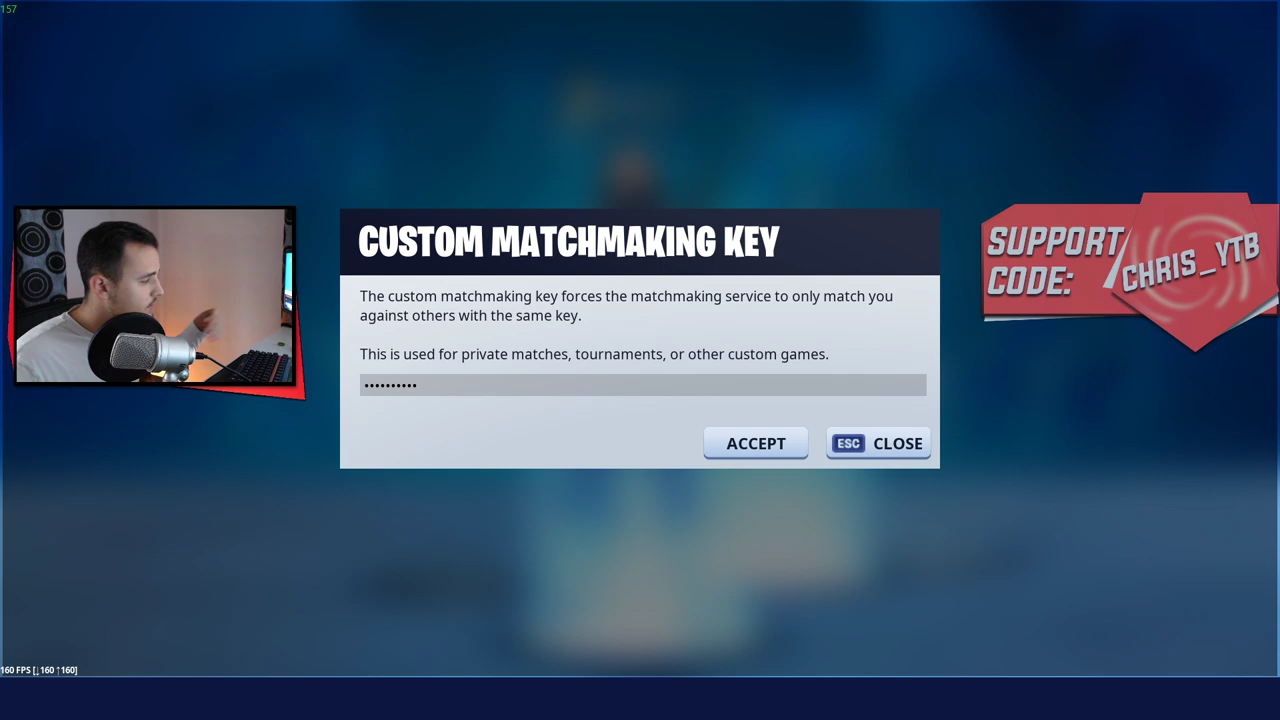 157
CUSTOM MATCHMAKING KEY
The custom matchmaking key forces the matchmaking service to only match you
against others with the same key.
This is used for private matches, tournaments, or other custom games.
••••••••••
ACCEPT
ESC CLOSE
SUPPORT
CODE:
CHRIS_YTB
160 FPS [↓160 ↑160]